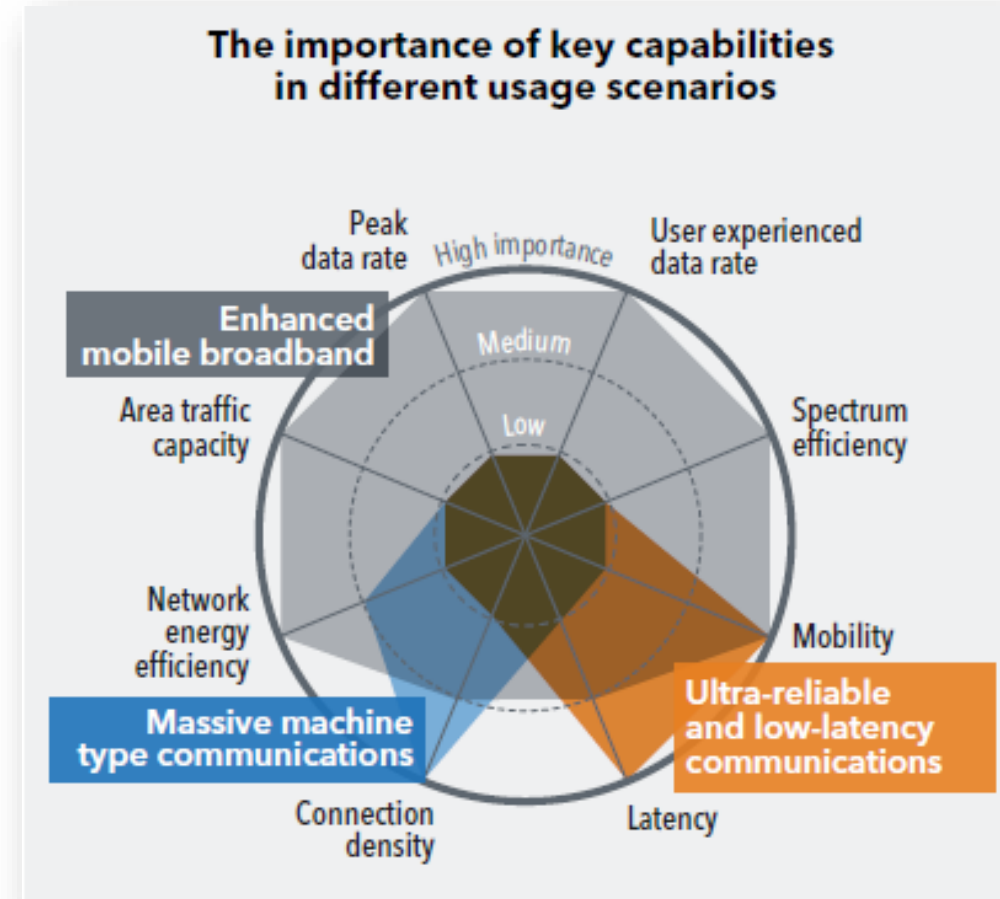 The importance of key capabilities
in different usage scenarios
Peak
data rate
High importance
User experienced
data rate
Enhanced
mobile broadband
Medium
Area traffic
capacity
Low
Spectrum
efficiency
Network
energy
efficiency
Mobility
Massive machine
type communications
Ultra-reliable
and low-latency
communications
Connection
density
Latency